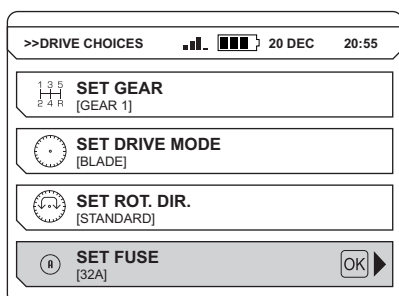 >>DRIVE CHOICES 20 DEC 20:55
1 3 5
2 4 R
SET GEAR
[GEAR 1]
SET DRIVE MODE
[BLADE]
SET ROT. DIR.
[STANDARD]
A
SET FUSE
[32A]
OK